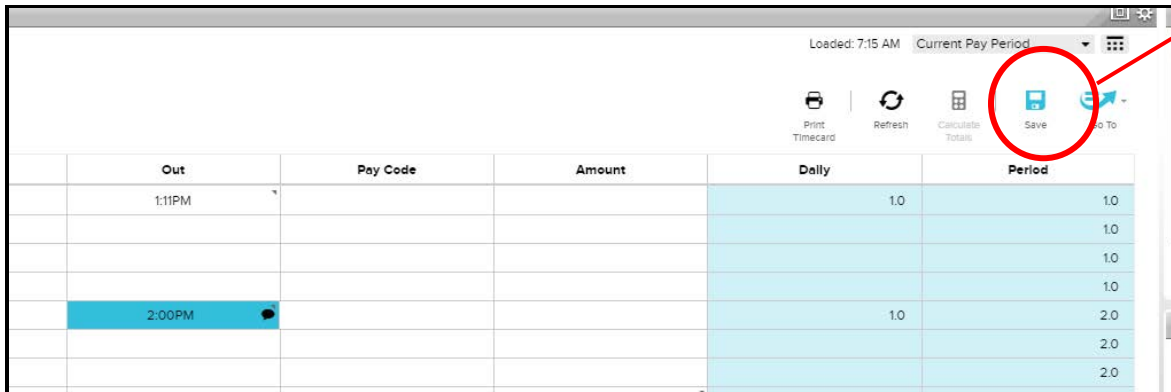 Loaded: 7:15 AM Current Pay Period
Print Timecard Refresh Calculate Totals Save Go To
Out Pay Code Amount Daily Period
1:11PM 1.0 1.0
1.0
1.0
1.0
2:00PM 1.0 2.0
2.0
2.0